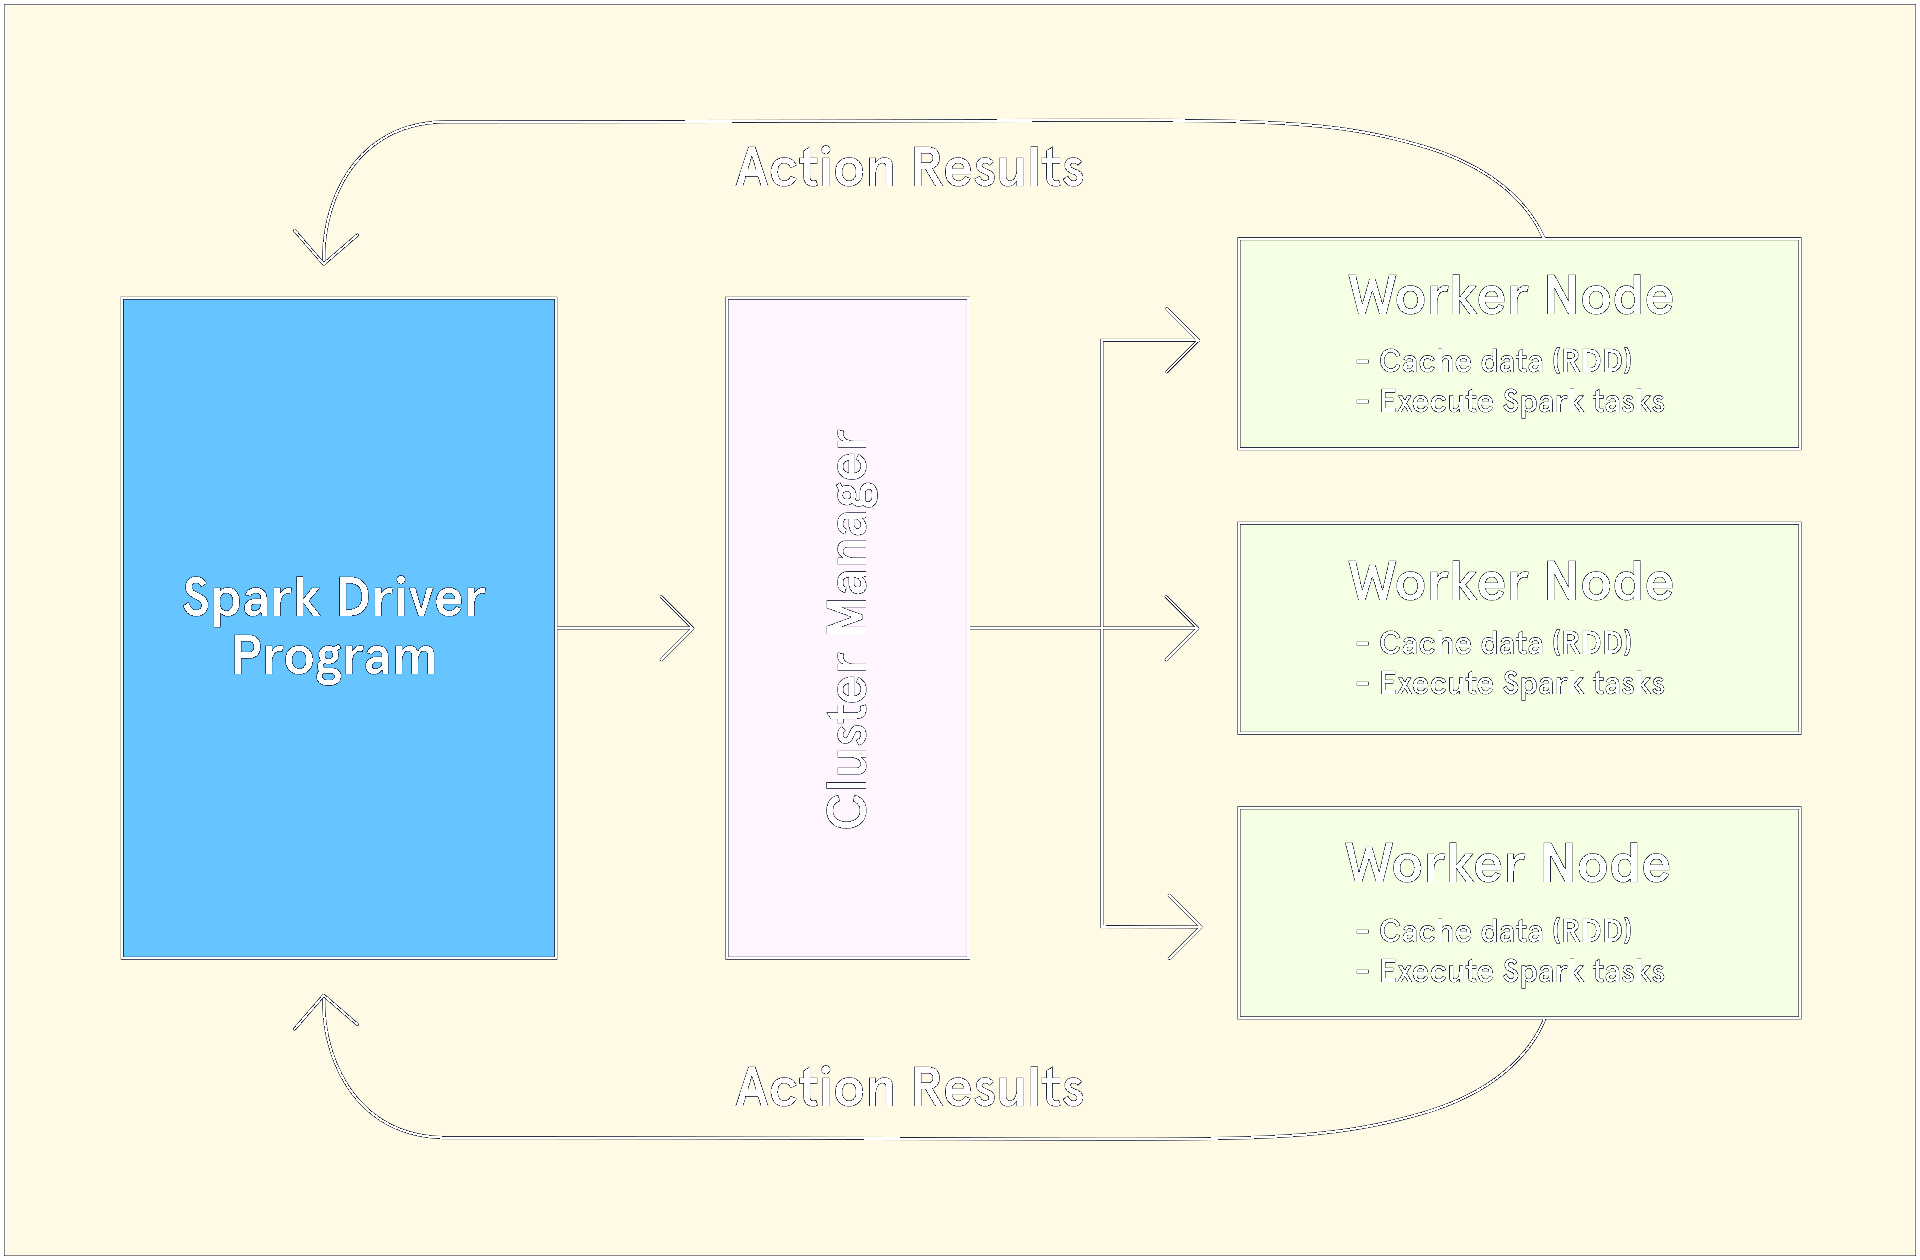 Action Results
Spark Driver
Program
Cluster Manager
Worker Node
- Cache data (RDD)
- Execute Spark tasks
Worker Node
- Cache data (RDD)
- Execute Spark tasks
Worker Node
- Cache data (RDD)
- Execute Spark tasks
Action Results